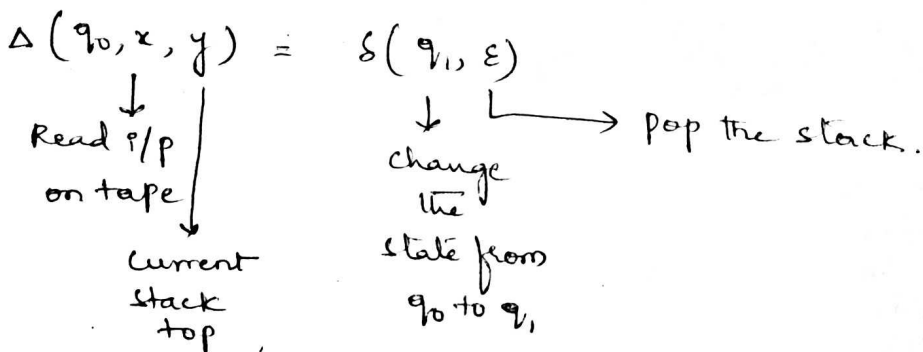 Δ (q₀, x, y) = δ(q₁, ε)
Read i/p
on tape
current
stack
top
change
the
state from
q₀ to q₁
pop the stack.